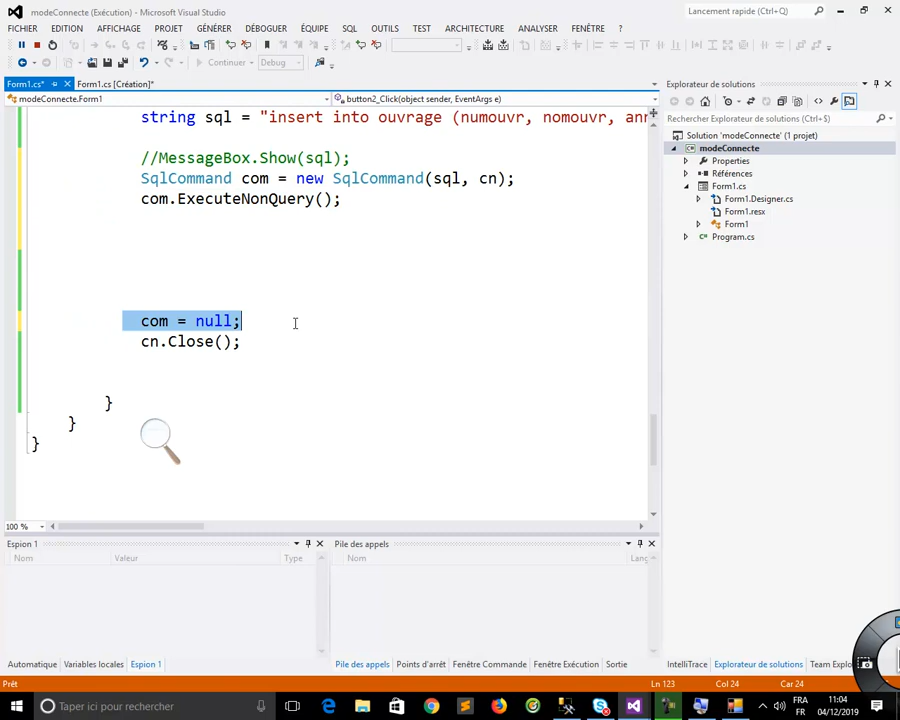 modeConnecte (Exécution) - Microsoft Visual Studio
Lancement rapide (Ctrl+Q)
FICHIER EDITION AFFICHAGE PROJET GÉNÉRER DÉBOGUER ÉQUIPE SQL OUTILS TEST ARCHITECTURE ANALYSER FENÊTRE ?
Continuer Debug
Form1.cs* Form1.cs [Création]*
Explorateur de solutions
modeConnecte.Form1 button2_Click(object sender, EventArgs e)
Rechercher Explorateur de solutions (Ctrl+$)
string sql = "insert into ouvrage (numouvr, nomouvr, ann
//MessageBox.Show(sql);
SqlCommand com = new SqlCommand(sql, cn);
com.ExecuteNonQuery();
com = null;
cn.Close();
}
}
}
Solution 'modeConnecte' (1 projet)
modeConnecte
Properties
Références
Form1.cs
Form1.Designer.cs
Form1.resx
Form1
Program.cs
100 %
Espion 1
Nom Valeur Type
Pile des appels
Nom Lang
Automatique Variables locales Espion 1
Pile des appels Points d'arrêt Fenêtre Commande Fenêtre Exécution Sortie
IntelliTrace Explorateur de solutions Team Explo
Prêt Ln 123 Col 24 Car 24
Taper ici pour rechercher
FRA
FR
11:04
04/12/2019